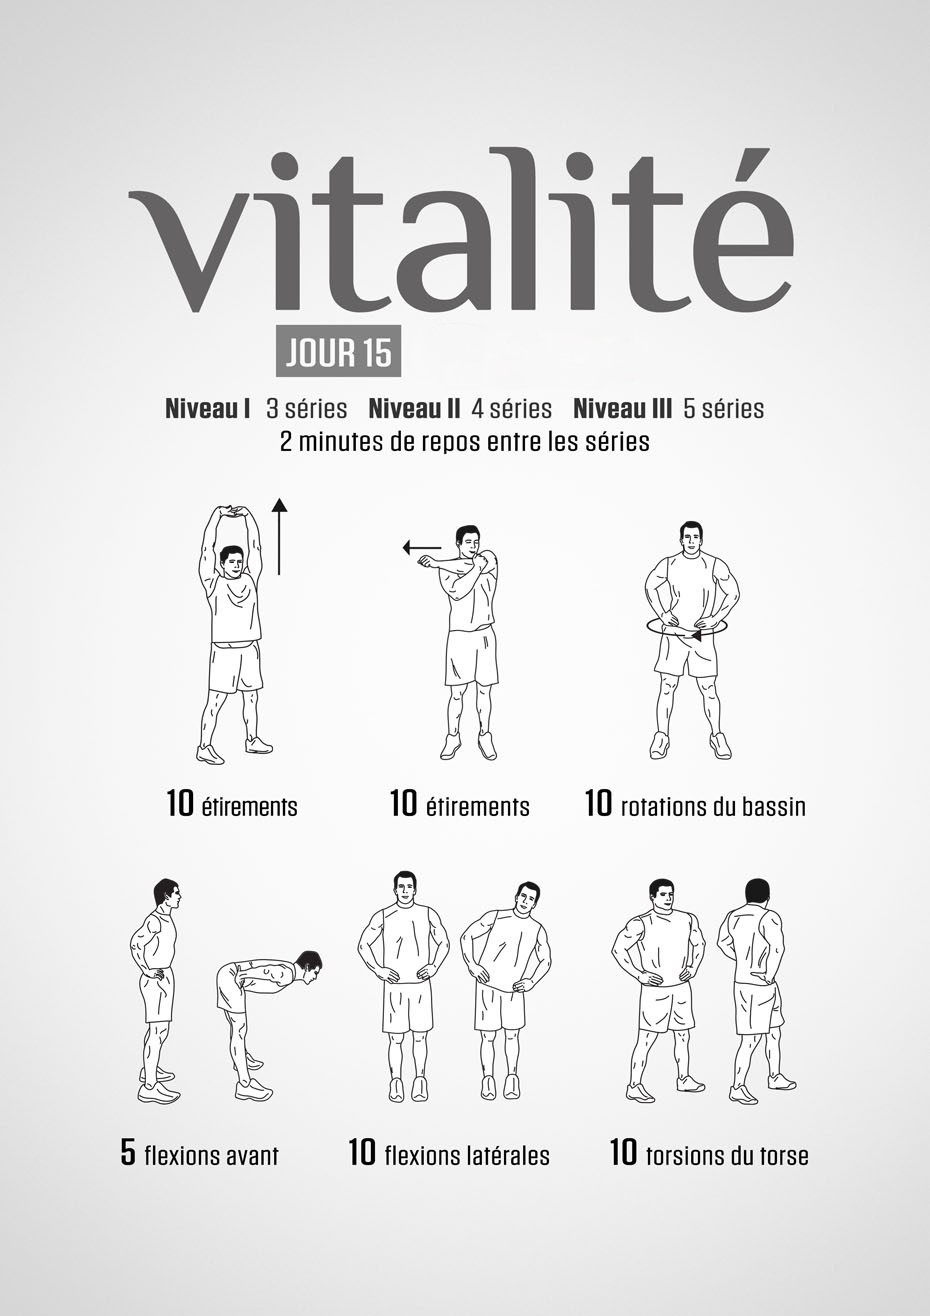 vitalité
JOUR 15
Niveau I 3 séries Niveau II 4 séries Niveau III 5 séries
2 minutes de repos entre les séries
10 étirements
10 étirements
10 rotations du bassin
5 flexions avant
10 flexions latérales
10 torsions du torse